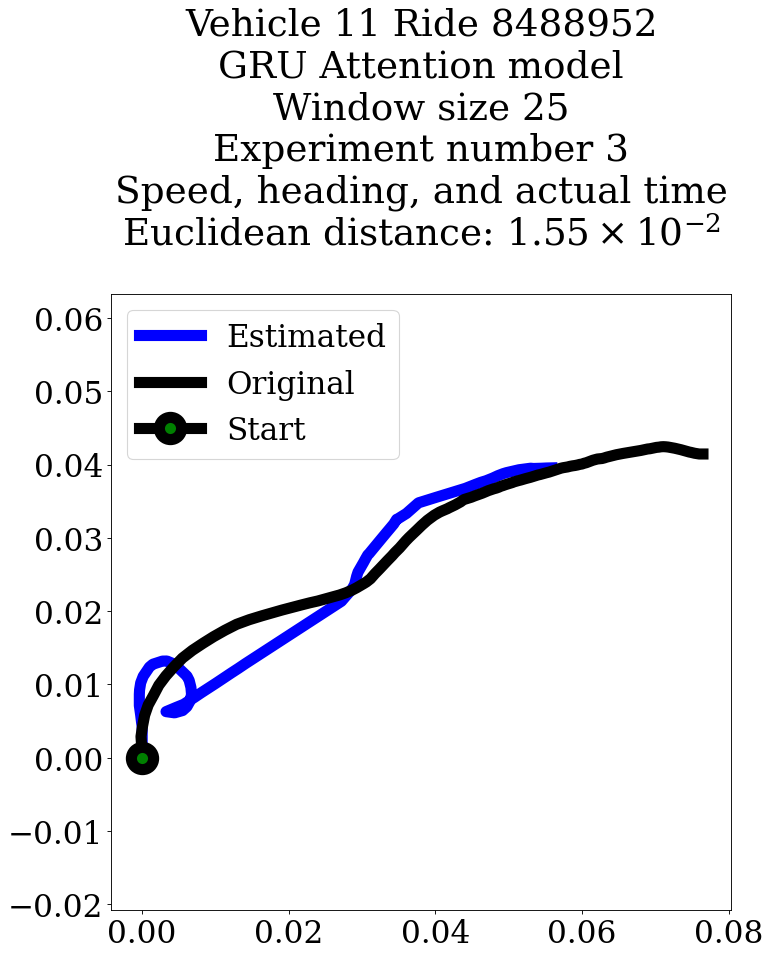 Vehicle 11 Ride 8488952
GRU Attention model
Window size 25
Experiment number 3
Speed, heading, and actual time
Euclidean distance: 1.55 × 10⁻²
Estimated
Original
Start
0.06
0.05
0.04
0.03
0.02
0.01
0.00
−0.01
−0.02
0.00 0.02 0.04 0.06 0.08